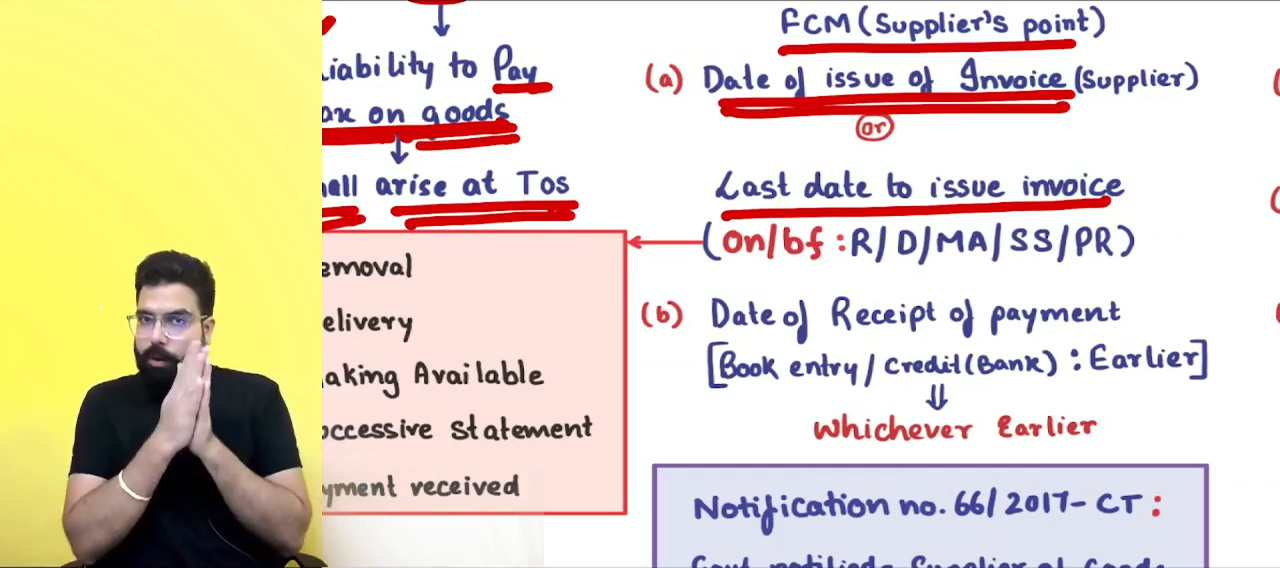 liability to Pay
ax on goods
all arise at Tos
emoval
elivery
aking Available
ccessive Statement
yment received
FCM (Supplier's point)
(a) Date of issue of Invoice (Supplier)
or
Last date to issue invoice
(on/bf : R/D/MA/SS/PR)
(b) Date of Receipt of payment
[Book entry / Credit (Bank) : Earlier]
Whichever Earlier
Notification no. 66/2017-CT :